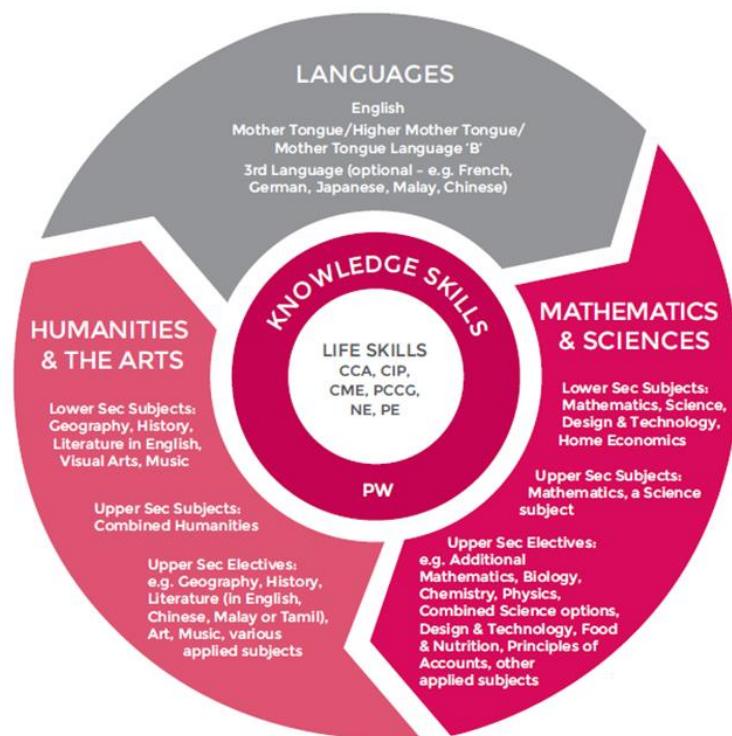 LANGUAGES
English
Mother Tongue/Higher Mother Tongue/
Mother Tongue Language ‘B’
3rd Language (optional – e.g. French,
German, Japanese, Malay, Chinese)
KNOWLEDGE SKILLS
LIFE SKILLS
CCA, CIP,
CME, PCCG,
NE, PE
PW
MATHEMATICS
& SCIENCES
Lower Sec Subjects:
Mathematics, Science,
Design & Technology,
Home Economics
Upper Sec Subjects:
Mathematics, a Science
subject
Upper Sec Electives:
e.g. Additional
Mathematics, Biology,
Chemistry, Physics,
Combined Science options,
Design & Technology, Food
& Nutrition, Principles of
Accounts, other
applied subjects
HUMANITIES
& THE ARTS
Lower Sec Subjects:
Geography, History,
Literature in English,
Visual Arts, Music
Upper Sec Subjects:
Combined Humanities
Upper Sec Electives:
e.g. Geography, History,
Literature (in English,
Chinese, Malay or Tamil),
Art, Music, various
applied subjects